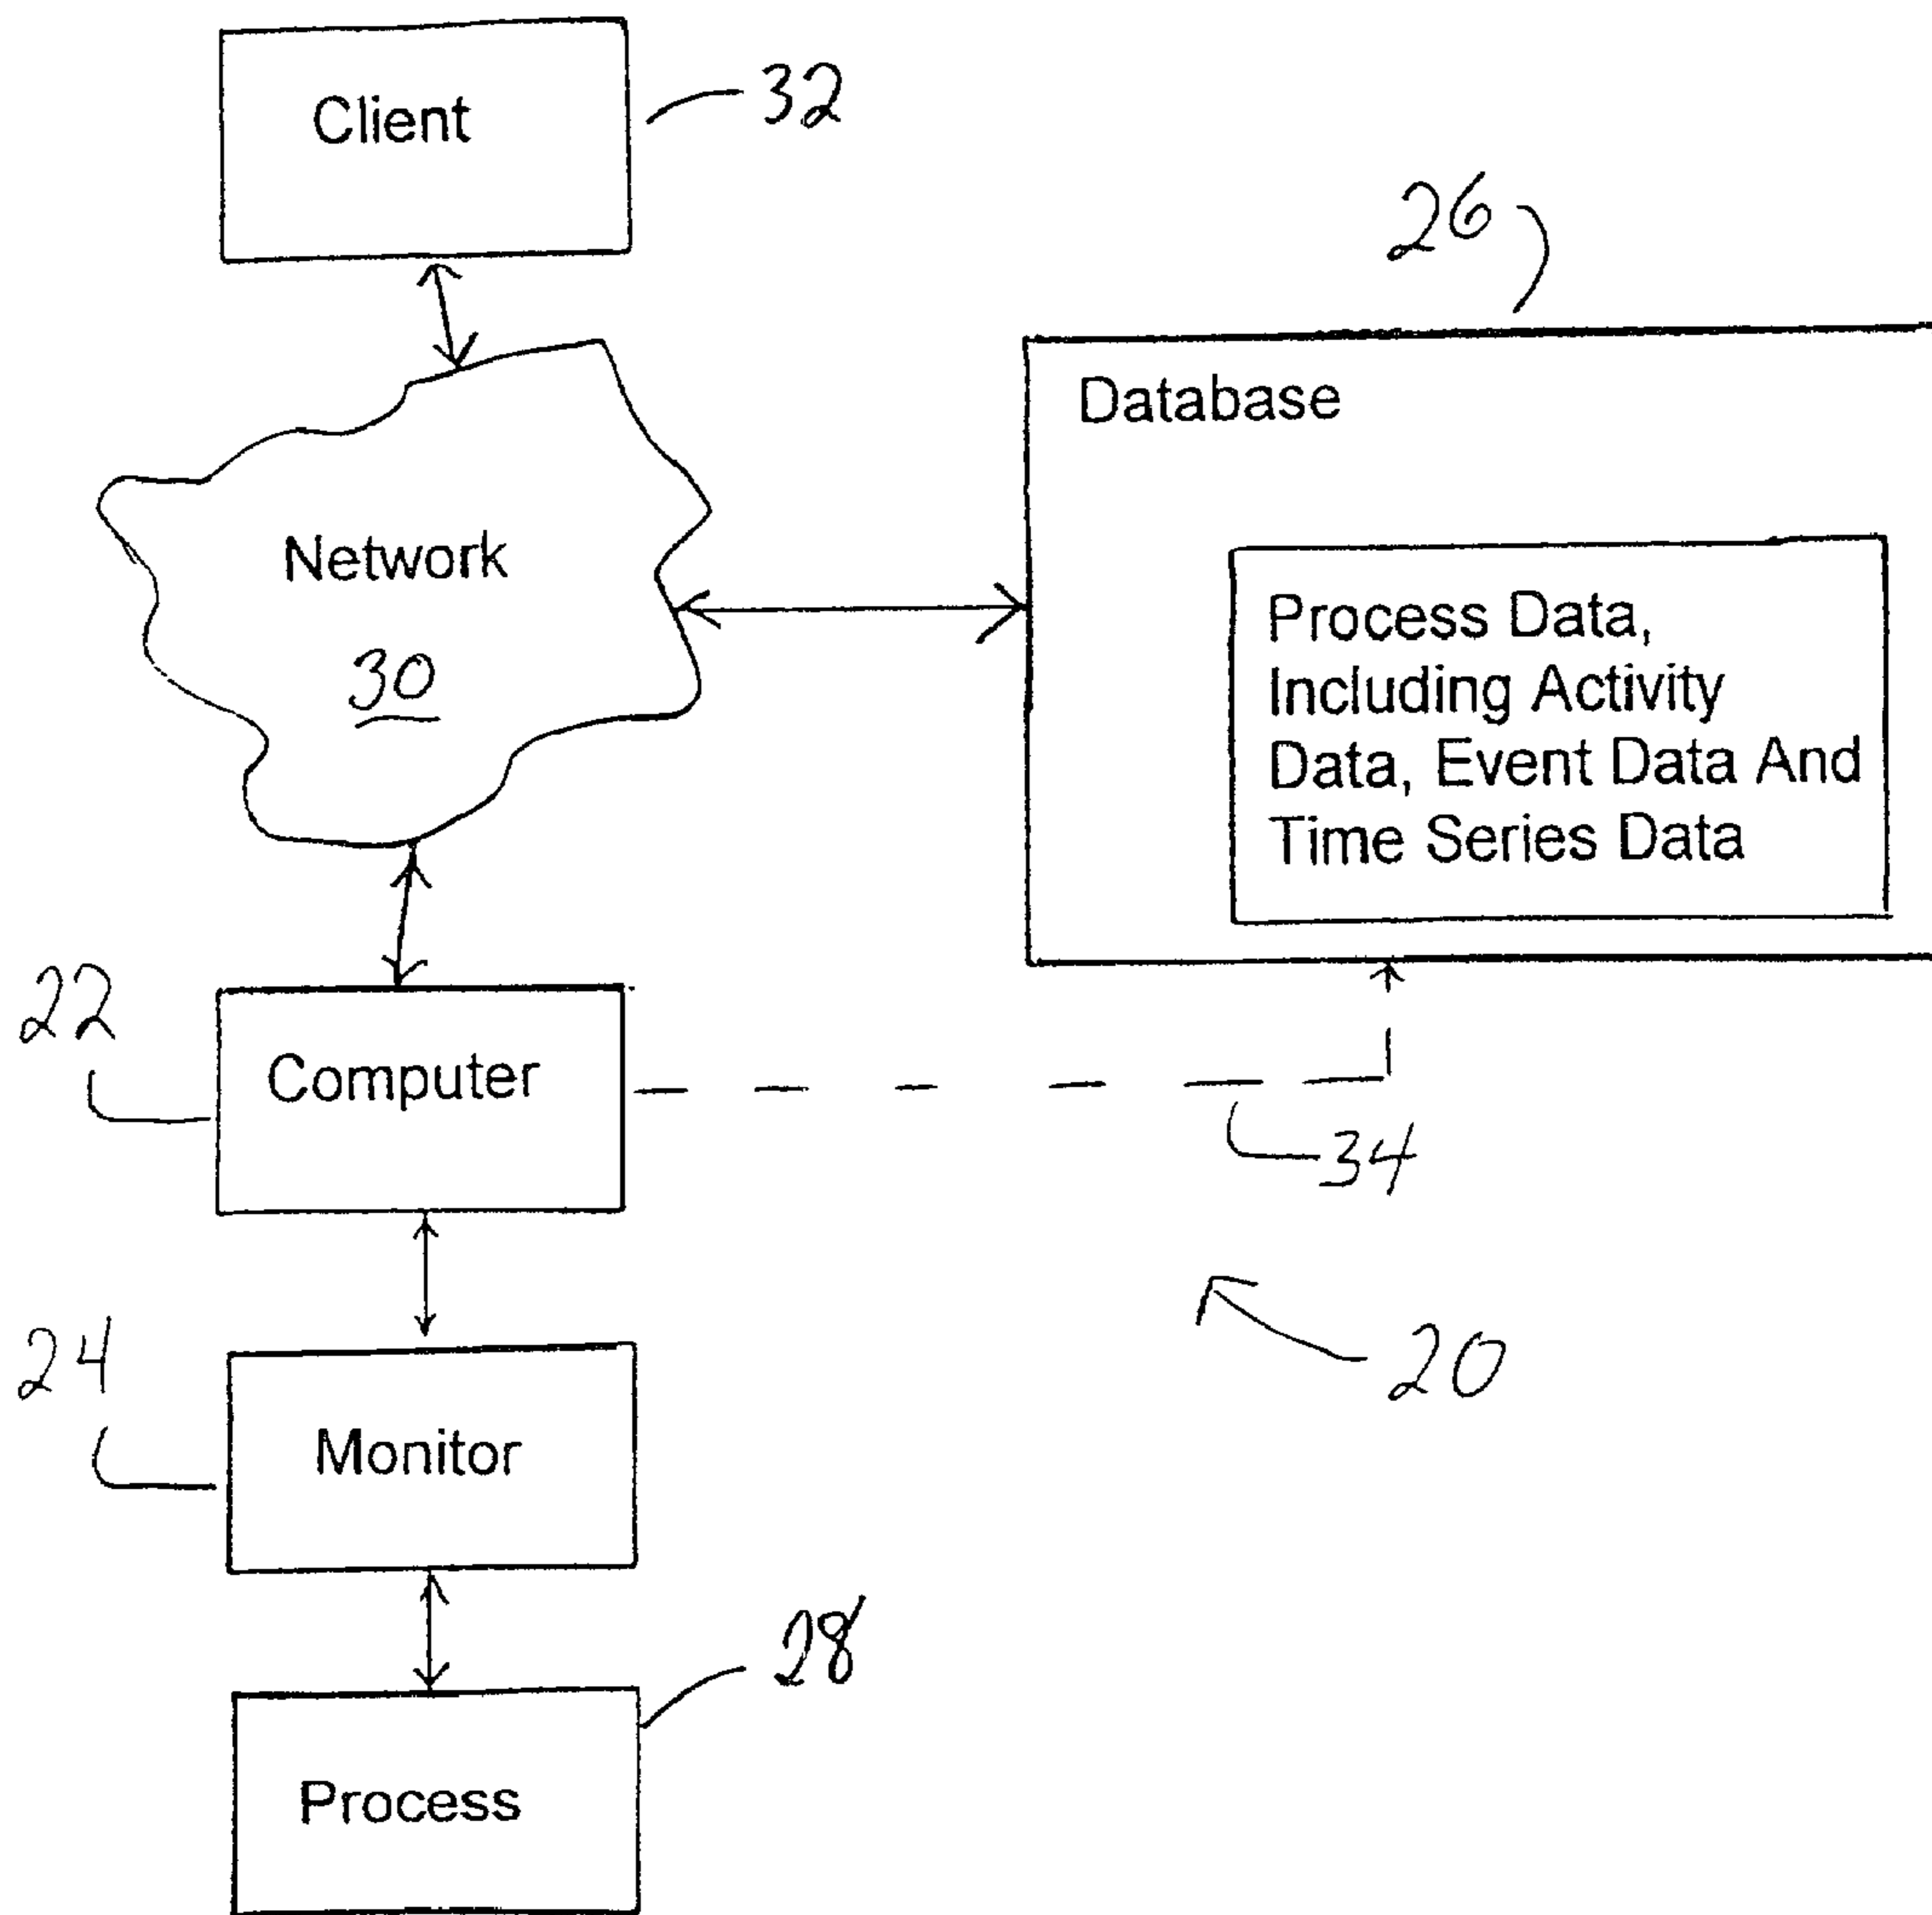 Client
32
26
Database
Network
30
Process Data,
Including Activity
Data, Event Data And
Time Series Data
22
Computer
34
20
24
Monitor
28
Process